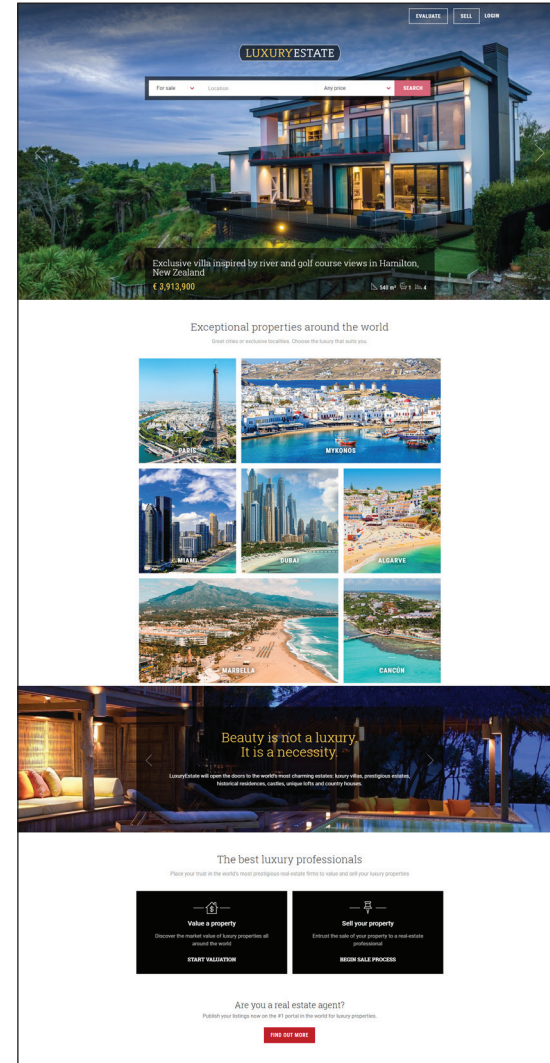 EVALUATE SELL LOGIN
LUXURYESTATE
For sale Location Any price SEARCH
Exclusive villa inspired by river and golf course views in Hamilton,
New Zealand
€ 3,913,900 540 m² 1 4
Exceptional properties around the world
Great cities or exclusive localities. Choose the luxury that suits you.
PARIS MYKONOS
MIAMI DUBAI ALGARVE
MARBELLA CANCÚN
Beauty is not a luxury.
It is a necessity.
LuxuryEstate will open the doors to the world's most charming estates: luxury villas, prestigious estates,
historical residences, castles, unique lofts and country houses.
The best luxury professionals
Place your trust in the world's most prestigious real-estate firms to value and sell your luxury properties
Value a property
Discover the market value of luxury properties all
around the world
START VALUATION
Sell your property
Entrust the sale of your property to a real-estate
professional
BEGIN SALE PROCESS
Are you a real estate agent?
Publish your listings now on the #1 portal in the world for luxury properties.
FIND OUT MORE